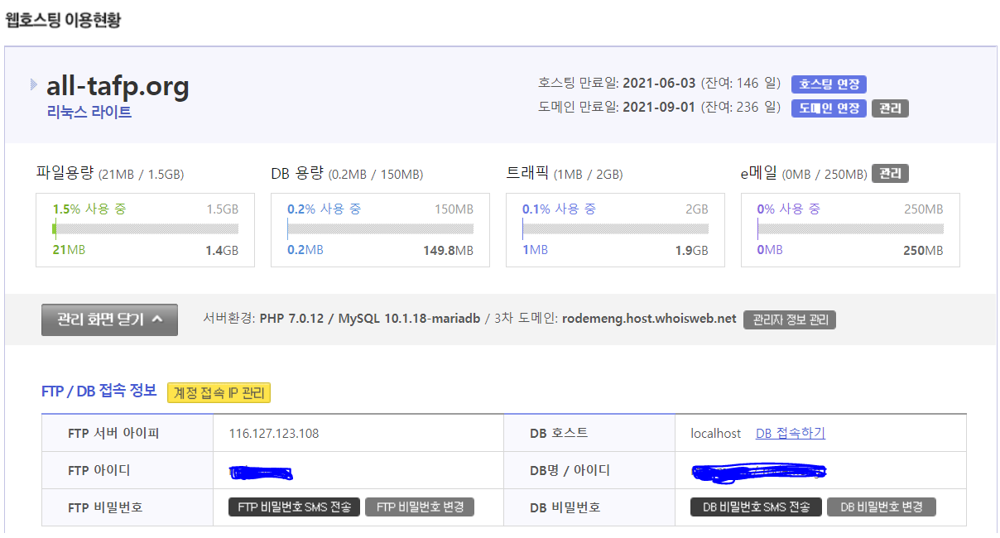 웹호스팅 이용현황
all-tafp.org
리눅스 라이트
호스팅 만료일: 2021-06-03 (잔여: 146 일) 호스팅 연장
도메인 만료일: 2021-09-01 (잔여: 236 일) 도메인 연장 관리
파일용량 (21MB / 1.5GB)
1.5% 사용 중 1.5GB
21MB 1.4GB
DB 용량 (0.2MB / 150MB)
0.2% 사용 중 150MB
0.2MB 149.8MB
트래픽 (1MB / 2GB)
0.1% 사용 중 2GB
1MB 1.9GB
e메일 (0MB / 250MB) 관리
0% 사용 중 250MB
0MB 250MB
관리 화면 닫기 서버환경: PHP 7.0.12 / MySQL 10.1.18-mariadb / 3차 도메인: rodemeng.host.whoisweb.net 관리자 정보 관리
FTP / DB 접속 정보 계정 접속 IP 관리
FTP 서버 아이피 116.127.123.108 DB 호스트 localhost DB 접속하기
FTP 아이디 DB명 / 아이디
FTP 비밀번호 FTP 비밀번호 SMS 전송 FTP 비밀번호 변경 DB 비밀번호 DB 비밀번호 SMS 전송 DB 비밀번호 변경